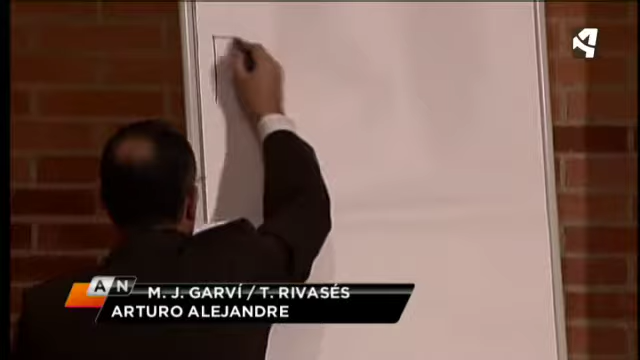 AN M. J. GARVÍ / T. RIVASÉS
ARTURO ALEJANDRE